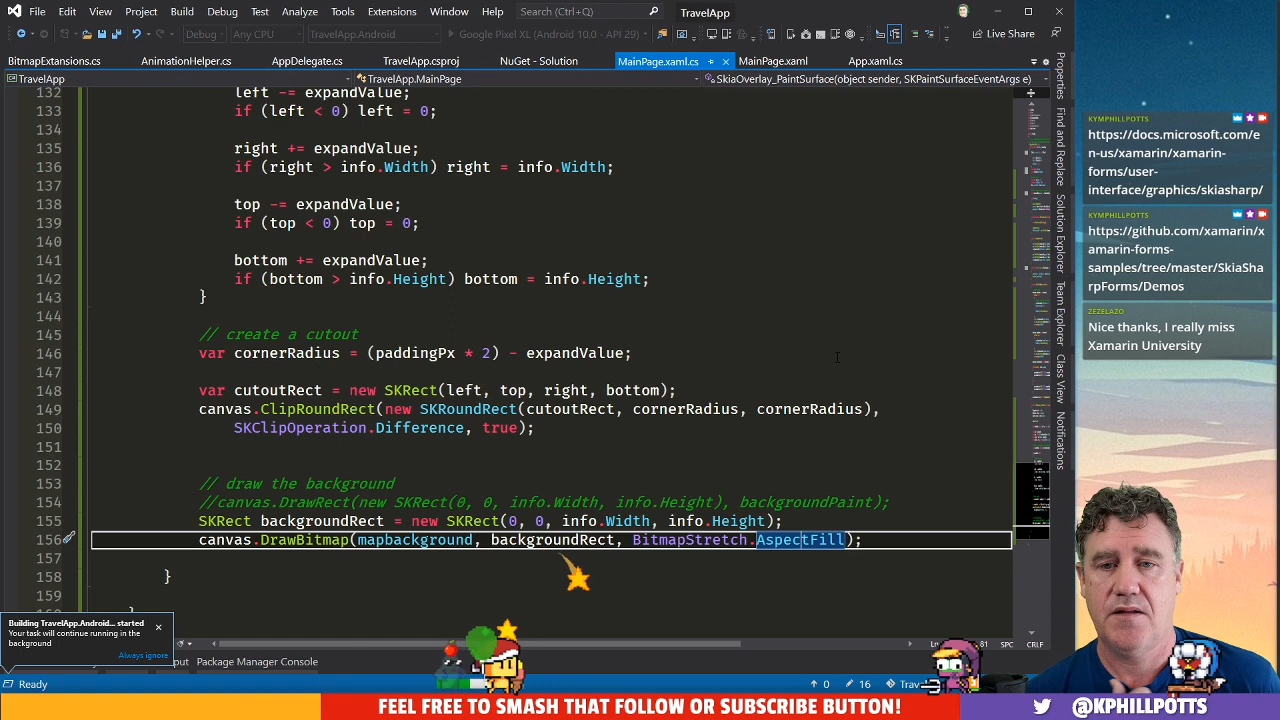 File Edit View Git Project Build Debug Test Analyze Tools Extensions Window Help Search (Ctrl+Q) TravelApp
Debug Any CPU TravelApp.Android Google Pixel XL (Android 10.0 - API 29) Live Share
BitmapExtensions.cs AnimationHelper.cs AppDelegate.cs TravelApp.csproj NuGet - Solution MainPage.xaml.cs MainPage.xaml App.xaml.cs
TravelApp TravelApp.MainPage SkiaOverlay_PaintSurface(object sender, SKPaintSurfaceEventArgs e)
132 left -= expandValue;
133 if (left < 0) left = 0;
134
135 right += expandValue;
136 if (right > info.Width) right = info.Width;
137
138 top -= expandValue;
139 if (top < 0) top = 0;
140
141 bottom += expandValue;
142 if (bottom > info.Height) bottom = info.Height;
143 }
144
145 // create a cutout
146 var cornerRadius = (paddingPx * 2) - expandValue;
147
148 var cutoutRect = new SKRect(left, top, right, bottom);
149 canvas.ClipRoundRect(new SKRoundRect(cutoutRect, cornerRadius, cornerRadius),
150 SKClipOperation.Difference, true);
151
152
153 // draw the background
154 //canvas.DrawRect(new SKRect(0, 0, info.Width, info.Height), backgroundPaint);
155 SKRect backgroundRect = new SKRect(0, 0, info.Width, info.Height);
156 canvas.DrawBitmap(mapbackground, backgroundRect, BitmapStretch.AspectFill);
157
158 }
159 }
Building TravelApp.Android... started
Your task will continue running in the
background
Always ignore
Package Manager Console
81 SPC CRLF
Ready 0 16
Properties
Find and Replace
Solution Explorer
Team Explorer
Class View
Notifications
KYMPHILLPOTTS
https://docs.microsoft.com/e
n-us/xamarin/xamarin-
forms/user-
interface/graphics/skiasharp/
KYMPHILLPOTTS
https://github.com/xamarin/x
amarin-forms-
samples/tree/master/SkiaSha
rpForms/Demos
ZEZELAZO
Nice thanks, I really miss
Xamarin University
FEEL FREE TO SMASH THAT FOLLOW OR SUBSCRIBE BUTTON!
@KPHILLPOTTS